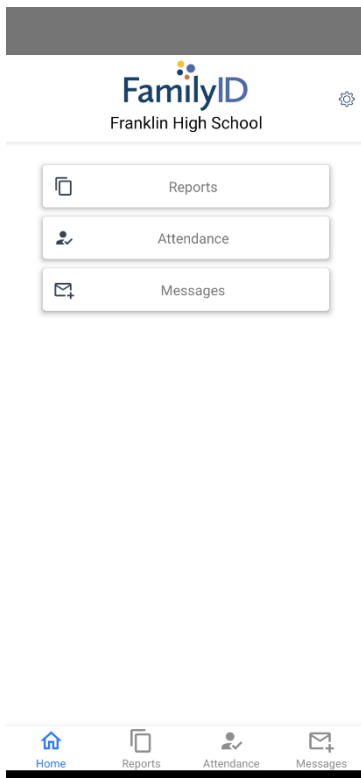 FamilyID
Franklin High School
Reports
Attendance
Messages
Home
Reports
Attendance
Messages